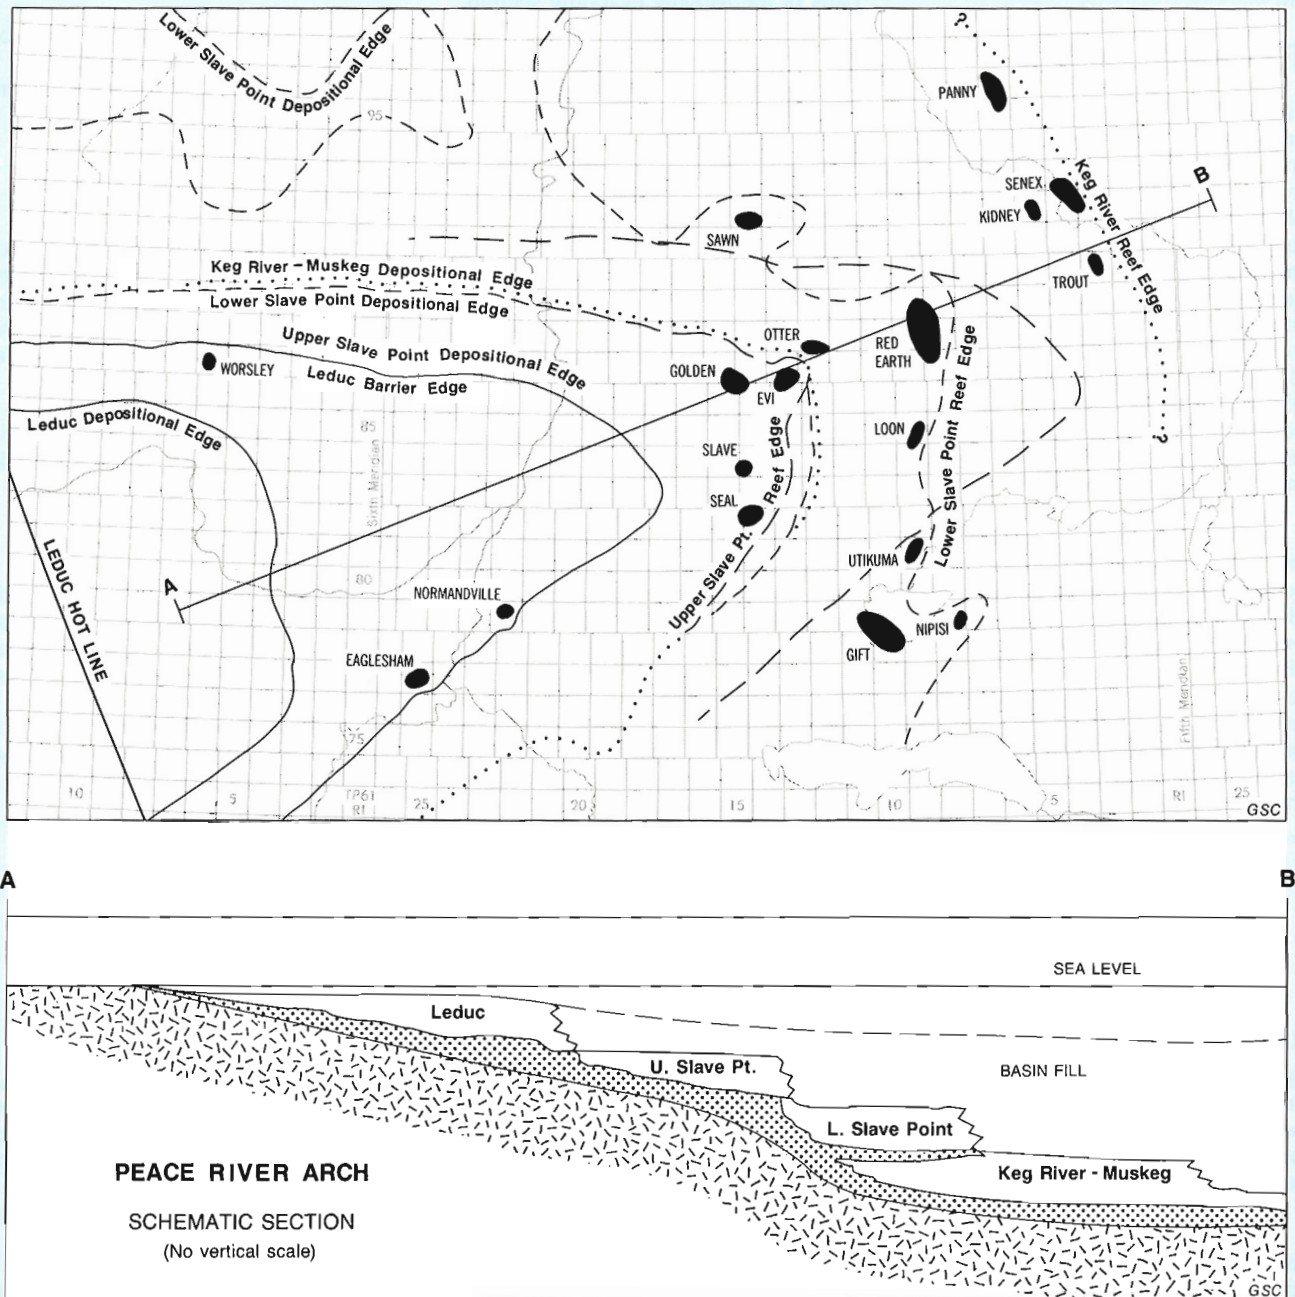 Lower Slave Point Depositional Edge
?
PANNY
95
SENEX
KIDNEY
Keg River Reef Edge
B
SAWN
TROUT
Keg River - Muskeg Depositional Edge
Lower Slave Point Depositional Edge
Upper Slave Point Depositional Edge
OTTER
RED
EARTH
WORSLEY
Leduc Barrier Edge
GOLDEN
EVI
Leduc Depositional Edge
85
LOON
?
SLAVE
SEAL
Upper Slave Pt. Reef Edge
Lower Slave Point Reef Edge
Sixth Meridian
LEDUC HOT LINE
A
80
NORMANDVILLE
UTIKUMA
NIPISI
GIFT
EAGLESHAM
Fifth Meridian
75
10
5
TP61
R1
25
20
15
10
5
R1
25
GSC
A
B
SEA LEVEL
Leduc
U. Slave Pt.
BASIN FILL
L. Slave Point
Keg River - Muskeg
PEACE RIVER ARCH
SCHEMATIC SECTION
(No vertical scale)
GSC